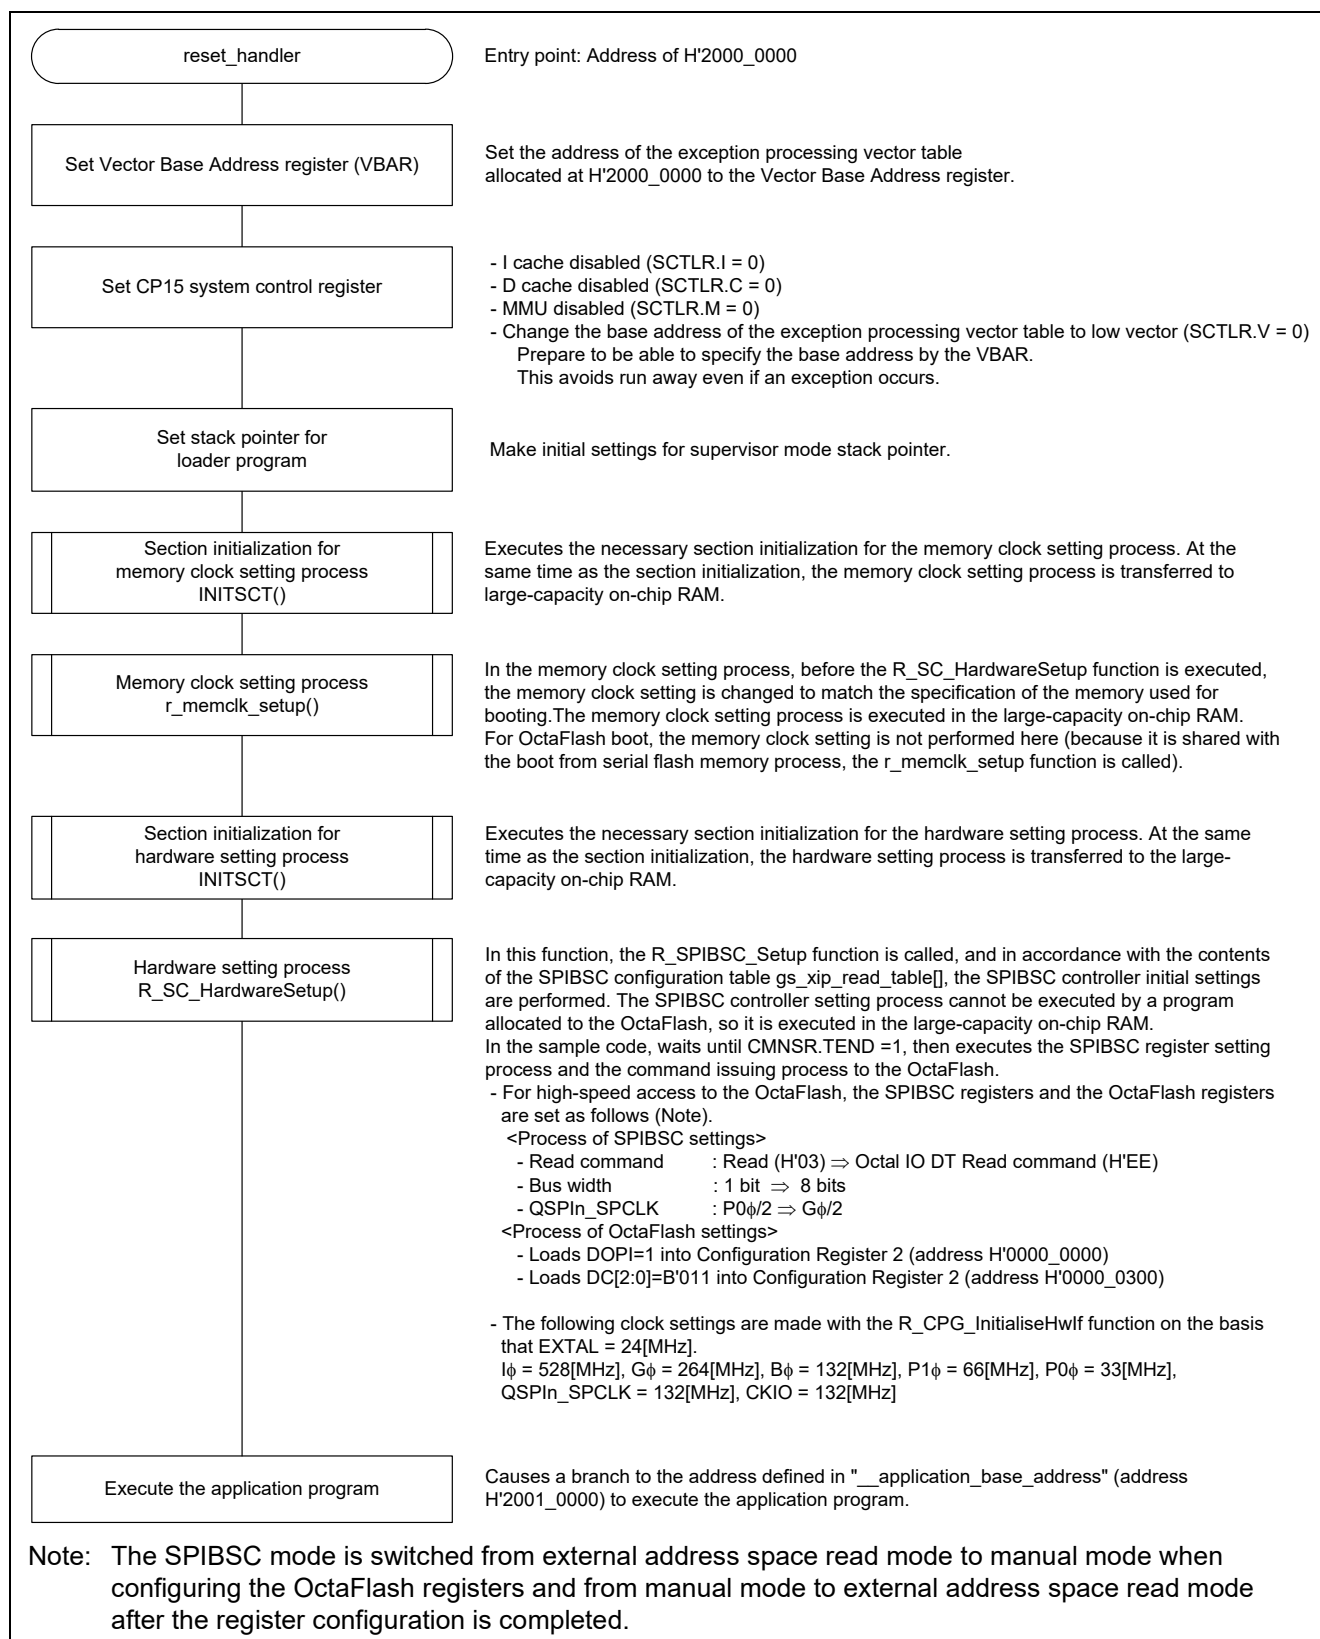 reset_handler
Entry point: Address of H'2000_0000
Set Vector Base Address register (VBAR)
Set the address of the exception processing vector table
allocated at H'2000_0000 to the Vector Base Address register.
Set CP15 system control register
- I cache disabled (SCTLR.I = 0)
- D cache disabled (SCTLR.C = 0)
- MMU disabled (SCTLR.M = 0)
- Change the base address of the exception processing vector table to low vector (SCTLR.V = 0)
Prepare to be able to specify the base address by the VBAR.
This avoids run away even if an exception occurs.
Set stack pointer for
loader program
Make initial settings for supervisor mode stack pointer.
Section initialization for
memory clock setting process
INITSCT()
Executes the necessary section initialization for the memory clock setting process. At the
same time as the section initialization, the memory clock setting process is transferred to
large-capacity on-chip RAM.
Memory clock setting process
r_memclk_setup()
In the memory clock setting process, before the R_SC_HardwareSetup function is executed,
the memory clock setting is changed to match the specification of the memory used for
booting.The memory clock setting process is executed in the large-capacity on-chip RAM.
For OctaFlash boot, the memory clock setting is not performed here (because it is shared with
the boot from serial flash memory process, the r_memclk_setup function is called).
Section initialization for
hardware setting process
INITSCT()
Executes the necessary section initialization for the hardware setting process. At the same
time as the section initialization, the hardware setting process is transferred to the large-
capacity on-chip RAM.
Hardware setting process
R_SC_HardwareSetup()
In this function, the R_SPIBSC_Setup function is called, and in accordance with the contents
of the SPIBSC configuration table gs_xip_read_table[], the SPIBSC controller initial settings
are performed. The SPIBSC controller setting process cannot be executed by a program
allocated to the OctaFlash, so it is executed in the large-capacity on-chip RAM.
In the sample code, waits until CMNSR.TEND =1, then executes the SPIBSC register setting
process and the command issuing process to the OctaFlash.
- For high-speed access to the OctaFlash, the SPIBSC registers and the OctaFlash registers
are set as follows (Note).
<Process of SPIBSC settings>
- Read command : Read (H'03) ⇒ Octal IO DT Read command (H'EE)
- Bus width : 1 bit ⇒ 8 bits
- QSPIn_SPCLK : P0ϕ/2 ⇒ Gϕ/2
<Process of OctaFlash settings>
- Loads DOPI=1 into Configuration Register 2 (address H'0000_0000)
- Loads DC[2:0]=B'011 into Configuration Register 2 (address H'0000_0300)
- The following clock settings are made with the R_CPG_InitialiseHwIf function on the basis
that EXTAL = 24[MHz].
Iϕ = 528[MHz], Gϕ = 264[MHz], Bϕ = 132[MHz], P1ϕ = 66[MHz], P0ϕ = 33[MHz],
QSPIn_SPCLK = 132[MHz], CKIO = 132[MHz]
Execute the application program
Causes a branch to the address defined in "__application_base_address" (address
H'2001_0000) to execute the application program.
Note: The SPIBSC mode is switched from external address space read mode to manual mode when
configuring the OctaFlash registers and from manual mode to external address space read mode
after the register configuration is completed.